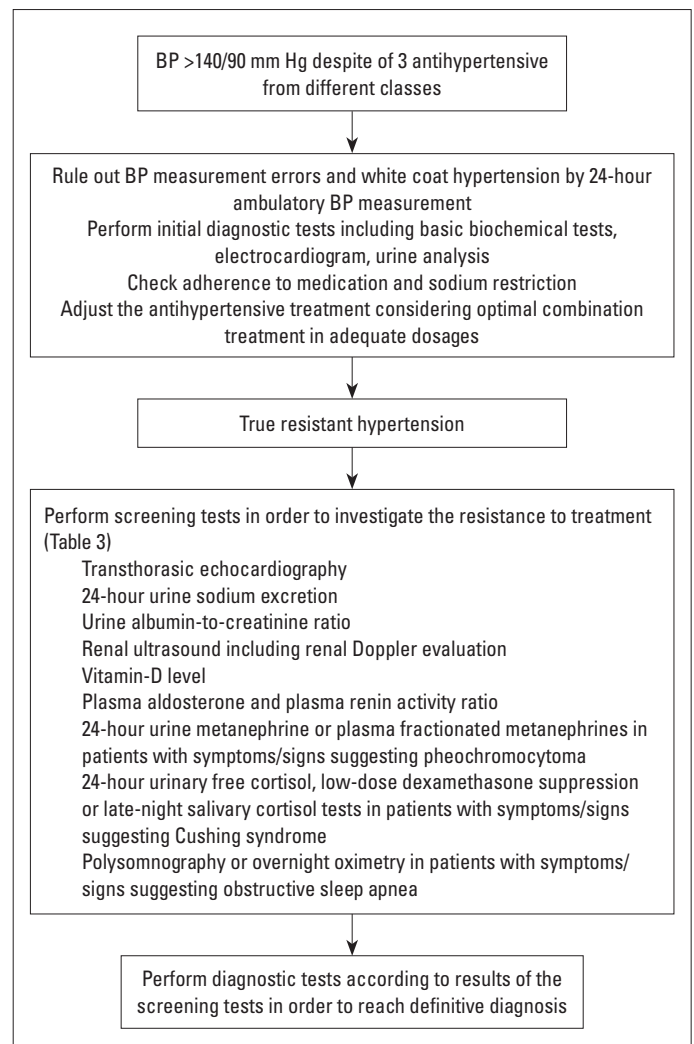 BP >140/90 mm Hg despite of 3 antihypertensive
from different classes
Rule out BP measurement errors and white coat hypertension by 24-hour
ambulatory BP measurement
Perform initial diagnostic tests including basic biochemical tests,
electrocardiogram, urine analysis
Check adherence to medication and sodium restriction
Adjust the antihypertensive treatment considering optimal combination
treatment in adequate dosages
True resistant hypertension
Perform screening tests in order to investigate the resistance to treatment
(Table 3)
Transthorasic echocardiography
24-hour urine sodium excretion
Urine albumin-to-creatinine ratio
Renal ultrasound including renal Doppler evaluation
Vitamin-D level
Plasma aldosterone and plasma renin activity ratio
24-hour urine metanephrine or plasma fractionated metanephrines in
patients with symptoms/signs suggesting pheochromocytoma
24-hour urinary free cortisol, low-dose dexamethasone suppression
or late-night salivary cortisol tests in patients with symptoms/signs
suggesting Cushing syndrome
Polysomnography or overnight oximetry in patients with symptoms/
signs suggesting obstructive sleep apnea
Perform diagnostic tests according to results of the
screening tests in order to reach definitive diagnosis